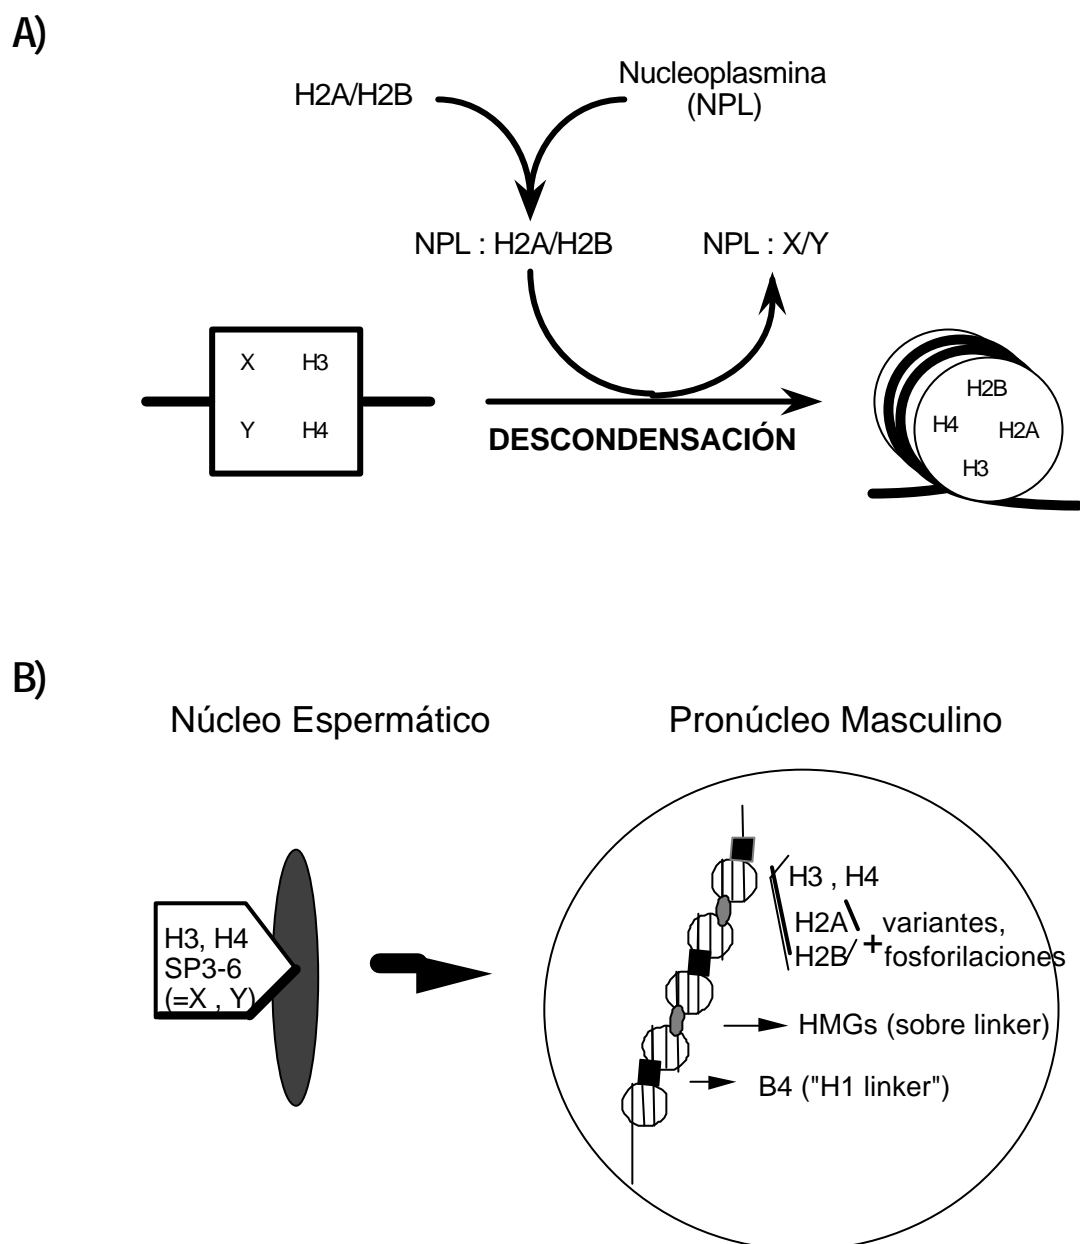 A)
H2A/H2B
Nucleoplasmina
(NPL)
NPL : H2A/H2B
NPL : X/Y
X H3
Y H4
DESCONDENSACIÓN
H2B
H4
H2A
H3
B)
Núcleo Espermático
Pronúcleo Masculino
H3, H4
SP3-6
(=X , Y)
H3 , H4
H2A
H2B
+
variantes,
fosforilaciones
HMGs (sobre linker)
B4 ("H1 linker")